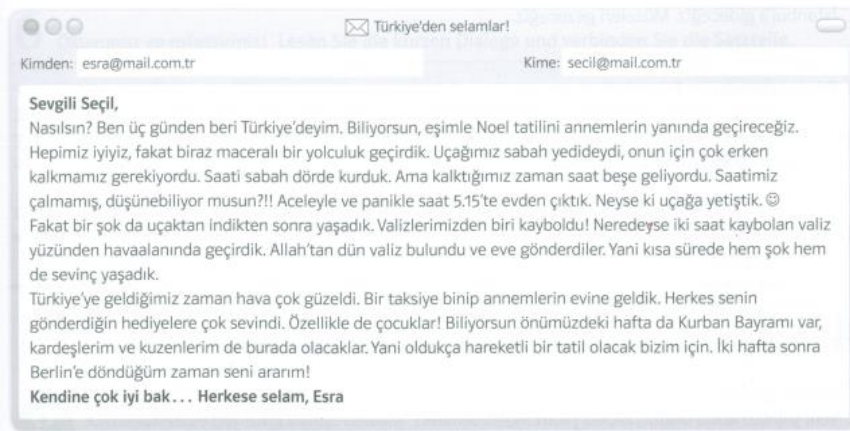 Türkiye'den selamlar!
Kimden: esra@mail.com.tr Kime: secil@mail.com.tr
Sevgili Seçil,
Nasılsın? Ben üç günden beri Türkiye'deyim. Biliyorsun, eşimle Noel tatilini annemlerin yanında geçireceğiz.
Hepimiz iyiyiz, fakat biraz maceralı bir yolculuk geçirdik. Uçağımız sabah yedideydi, onun için çok erken
kalkmamız gerekiyordu. Saati sabah dörde kurduk. Ama kalktığımız zaman saat beşe geliyordu. Saatimiz
çalmamış, düşünebiliyor musun?!! Aceleyle ve panikle saat 5.15'te evden çıktık. Neyse ki uçağa yetiştik. ☺
Fakat bir şok da uçaktan indikten sonra yaşadık. Valizlerimizden biri kayboldu! Neredeyse iki saat kaybolan valiz
yüzünden havaalanında geçirdik. Allah'tan dün valiz bulundu ve eve gönderdiler. Yani kısa sürede hem şok hem
de sevinç yaşadık.
Türkiye'ye geldiğimiz zaman hava çok güzeldi. Bir taksiye binip annemlerin evine geldik. Herkes senin
gönderdiğin hediyelere çok sevindi. Özellikle de çocuklar! Biliyorsun önümüzdeki hafta da Kurban Bayramı var,
kardeşlerim ve kuzenlerim de burada olacaklar. Yani oldukça hareketli bir tatil olacak bizim için. İki hafta sonra
Berlin'e döndüğüm zaman seni ararım!
Kendine çok iyi bak... Herkese selam, Esra